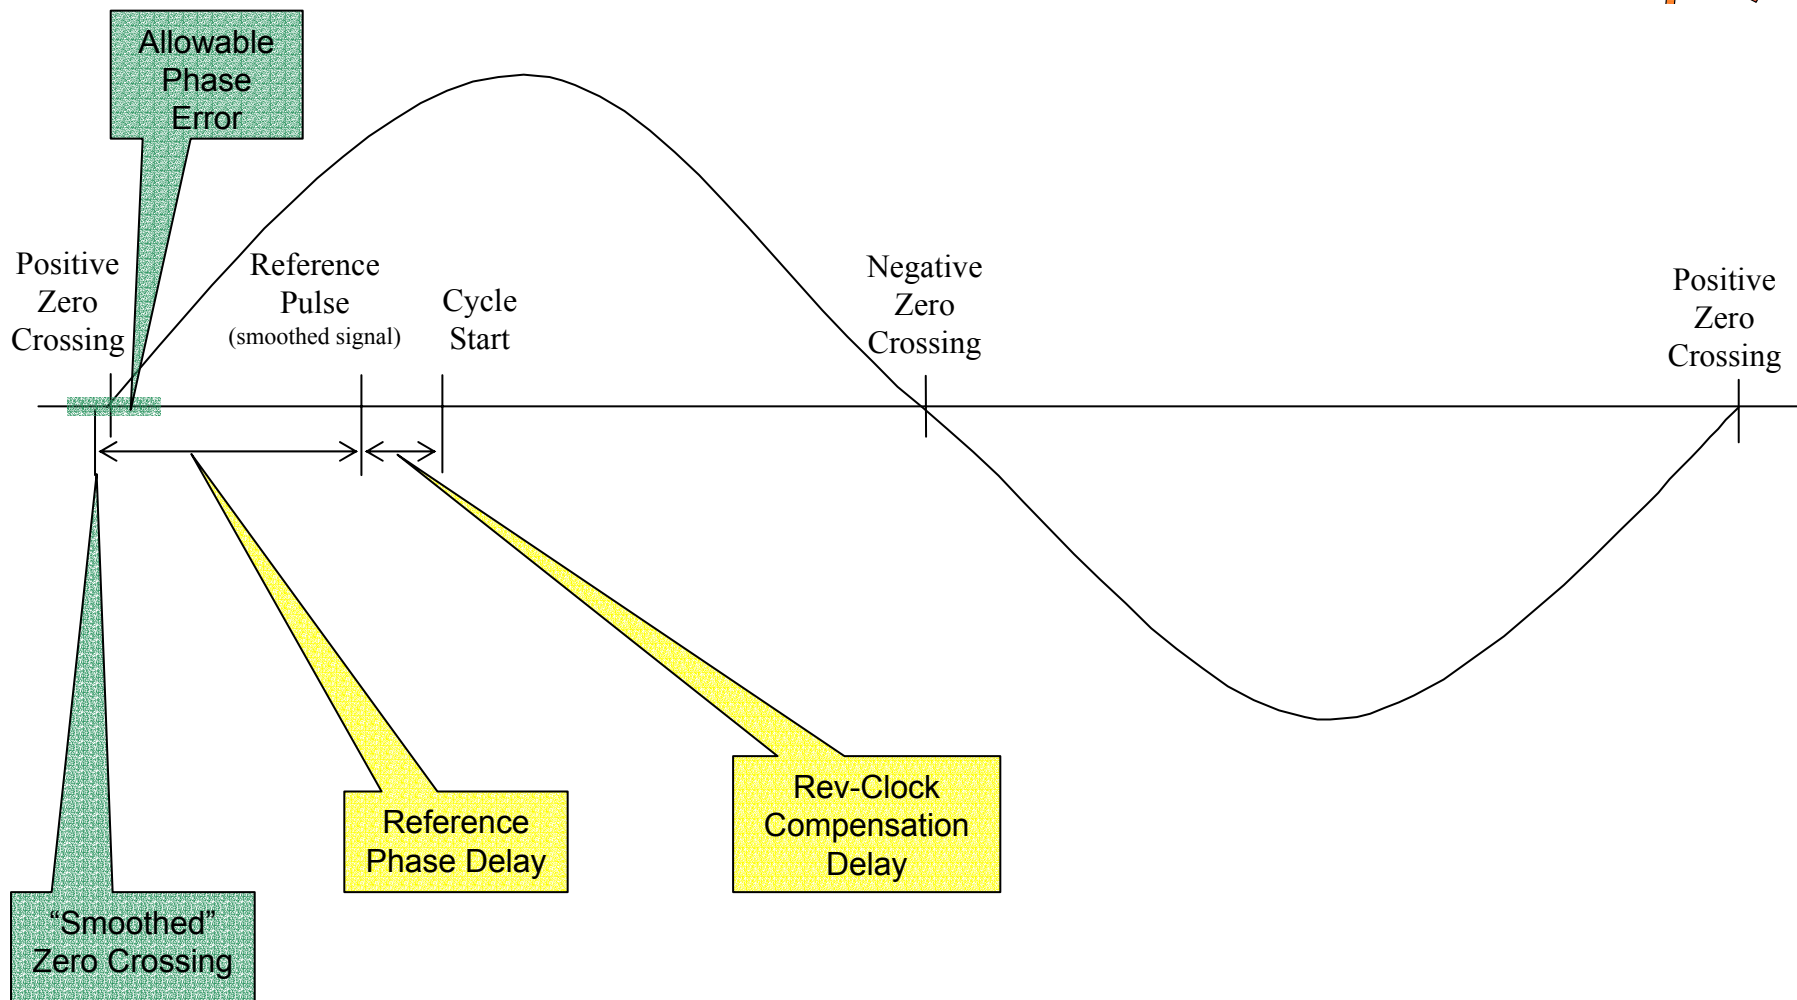 Allowable
Phase
Error
Positive
Zero
Crossing
Reference
Pulse
(smoothed signal)
Cycle
Start
Negative
Zero
Crossing
Positive
Zero
Crossing
Reference
Phase Delay
Rev-Clock
Compensation
Delay
“Smoothed”
Zero Crossing